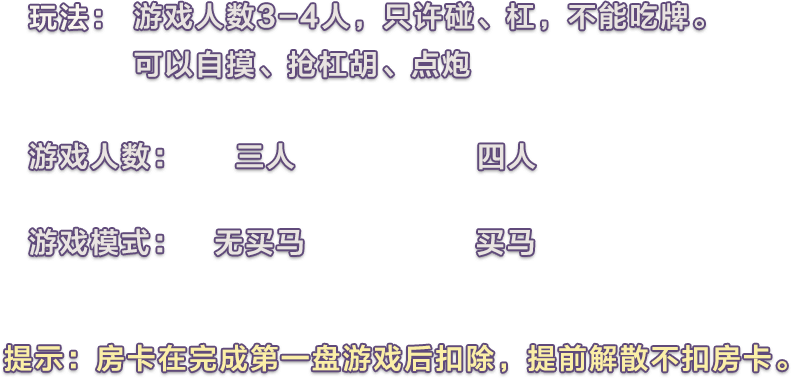 玩法： 游戏人数3-4人，只许碰、杠，不能吃牌。
可以自摸、抢杠胡、点炮
游戏人数： 三人 四人
游戏模式： 无买马 买马
提示：房卡在完成第一盘游戏后扣除，提前解散不扣房卡。